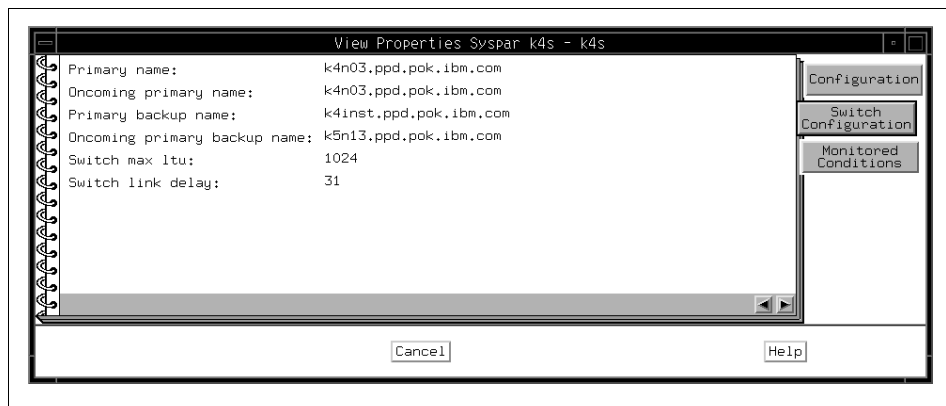 View Properties Syspar k4s - k4s
Primary name: k4n03.ppd.pok.ibm.com
Oncoming primary name: k4n03.ppd.pok.ibm.com
Primary backup name: k4inst.ppd.pok.ibm.com
Oncoming primary backup name: k5n13.ppd.pok.ibm.com
Switch max ltu: 1024
Switch link delay: 31
Configuration
Switch
Configuration
Monitored
Conditions
Cancel
Help